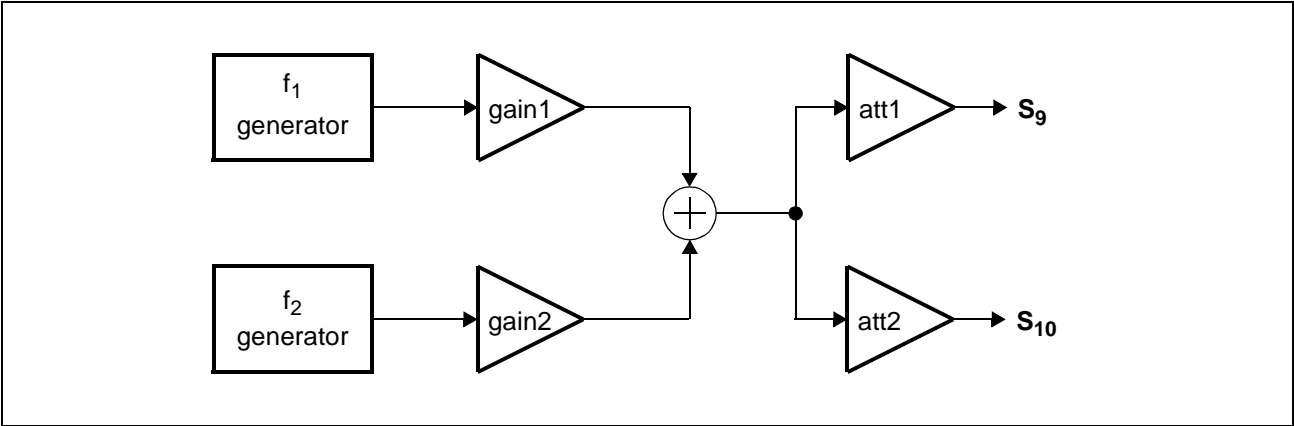 f1
generator
gain1
att1
S9
f2
generator
gain2
att2
S10